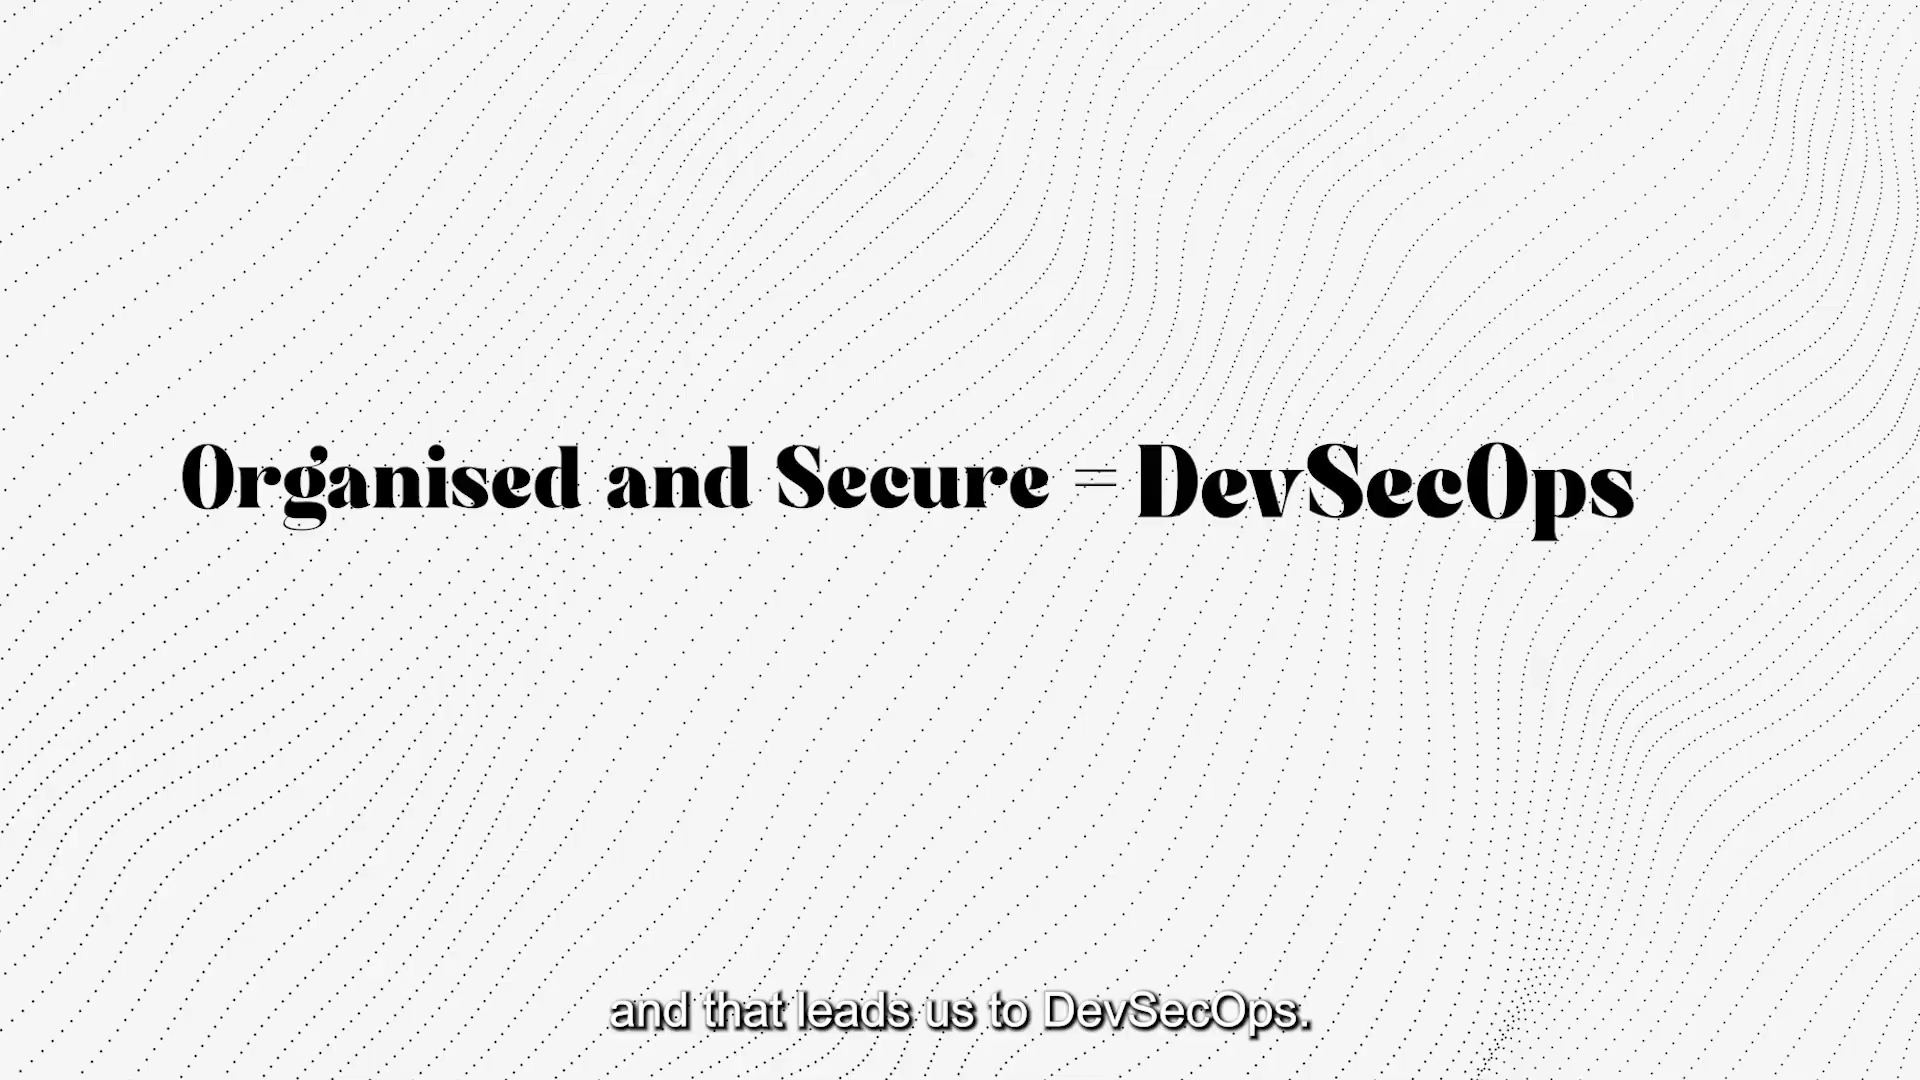 Organised and Secure = DevSecOps
and that leads us to DevSecOps.